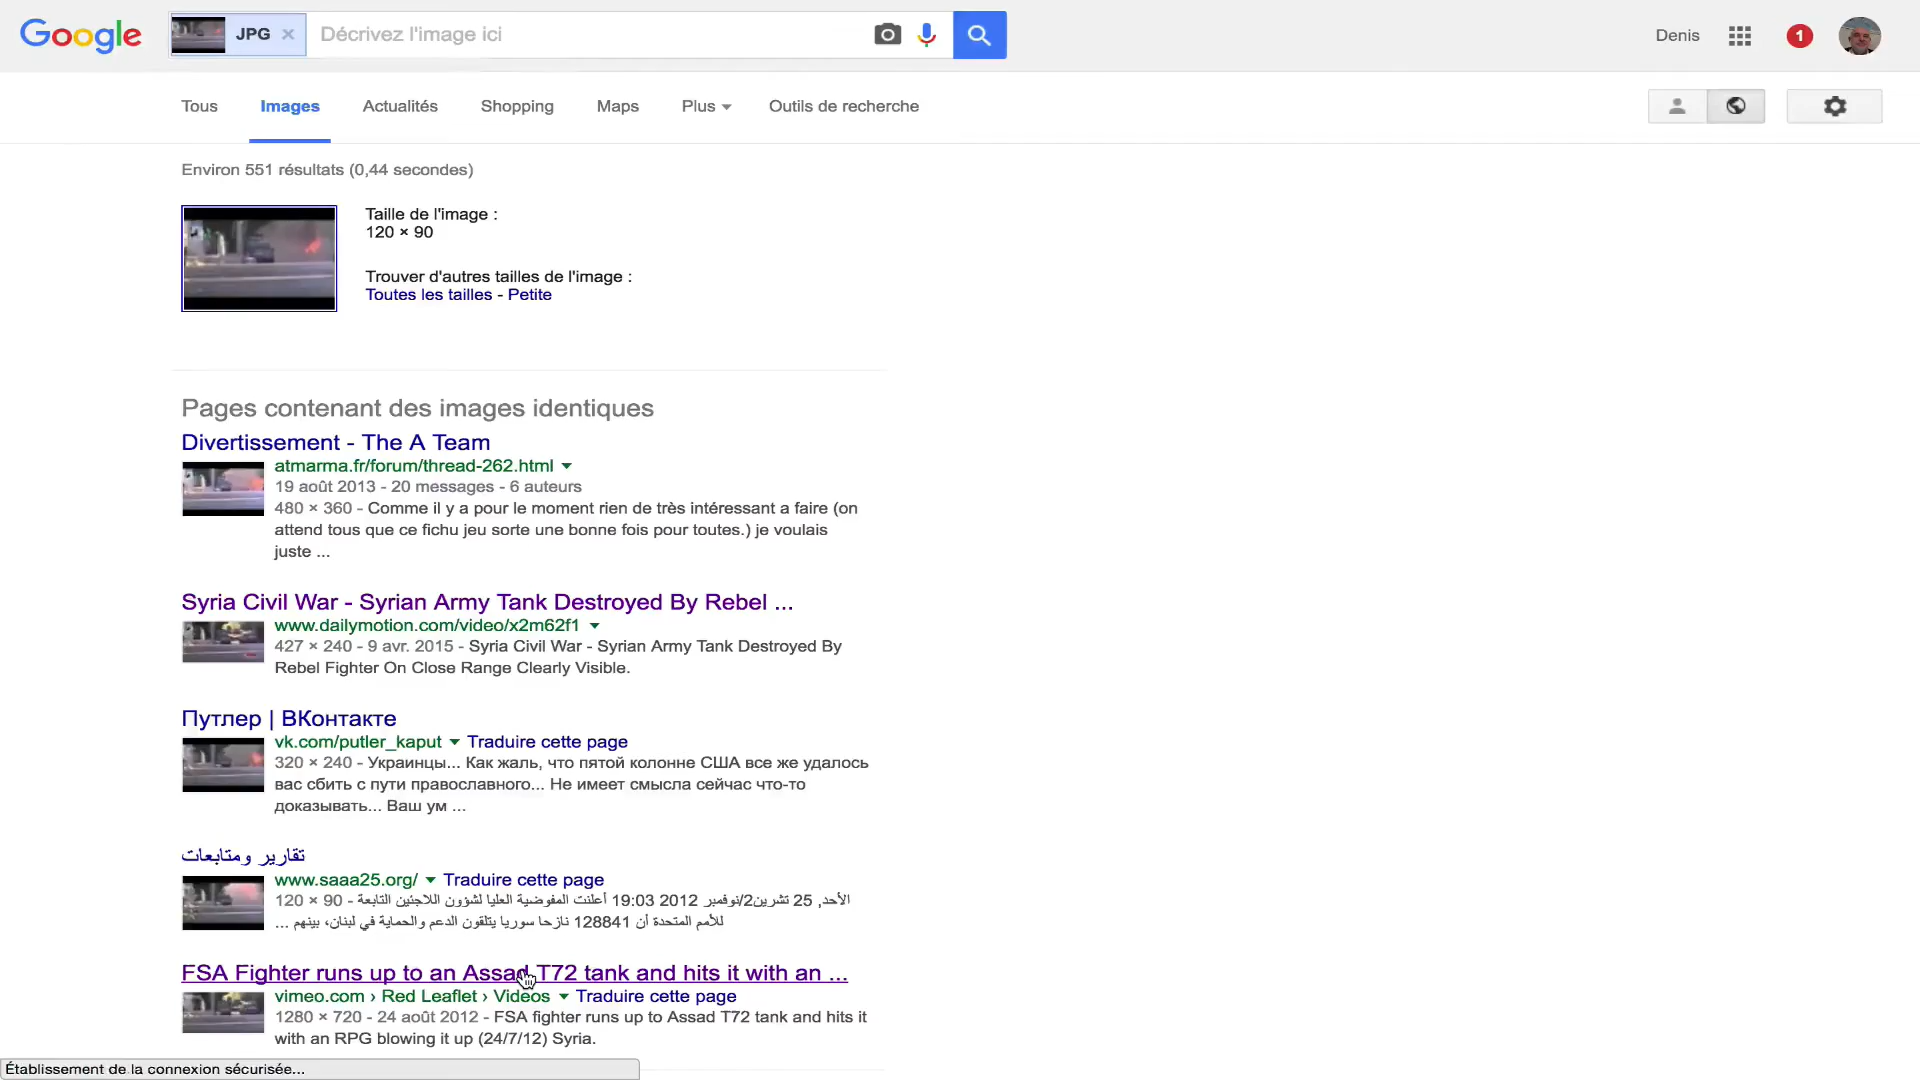 Google
JPG × Décrivez l'image ici
Denis
1
Tous Images Actualités Shopping Maps Plus Outils de recherche
Environ 551 résultats (0,44 secondes)
Taille de l'image :
120 × 90
Trouver d'autres tailles de l'image :
Toutes les tailles - Petite
Pages contenant des images identiques
Divertissement - The A Team
atmarma.fr/forum/thread-262.html
19 août 2013 - 20 messages - 6 auteurs
480 × 360 - Comme il y a pour le moment rien de très intéressant a faire (on
attend tous que ce fichu jeu sorte une bonne fois pour toutes.) je voulais
juste ...
Syria Civil War - Syrian Army Tank Destroyed By Rebel ...
www.dailymotion.com/video/x2m62f1
427 × 240 - 9 avr. 2015 - Syria Civil War - Syrian Army Tank Destroyed By
Rebel Fighter On Close Range Clearly Visible.
Путлер | ВКонтакте
vk.com/putler_kaput Traduire cette page
320 × 240 - Украинцы... Как жаль, что пятой колонне США все же удалось
вас сбить с пути православного... Не имеет смысла сейчас что-то
доказывать... Ваш ум ...
تقارير ومتابعات
www.saaa25.org/ Traduire cette page
120 × 90 - الأحد, 25 تشرين2/نوفمبر 2012 19:03 أعلنت المفوضية العليا لشؤون اللاجئين التابعة
للأمم المتحدة أن 128841 نازحا سوريا يتلقون الدعم والحماية في لبنان، بينهم ...
FSA Fighter runs up to an Assad T72 tank and hits it with an ...
vimeo.com › Red Leaflet › Videos Traduire cette page
1280 × 720 - 24 août 2012 - FSA fighter runs up to Assad T72 tank and hits it
with an RPG blowing it up (24/7/12) Syria.
Établissement de la connexion sécurisée...